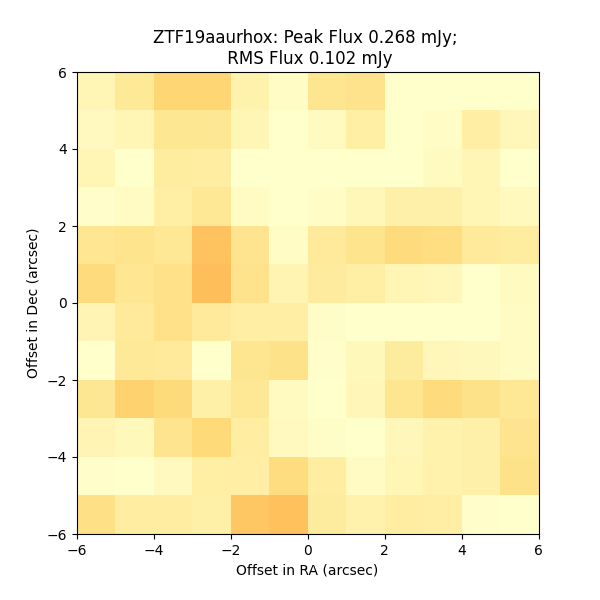 ZTF19aaurhox: Peak Flux 0.268 mJy;
RMS Flux 0.102 mJy
6
4
2
0
−2
−4
−6
Offset in Dec (arcsec)
−6 −4 −2 0 2 4 6
Offset in RA (arcsec)